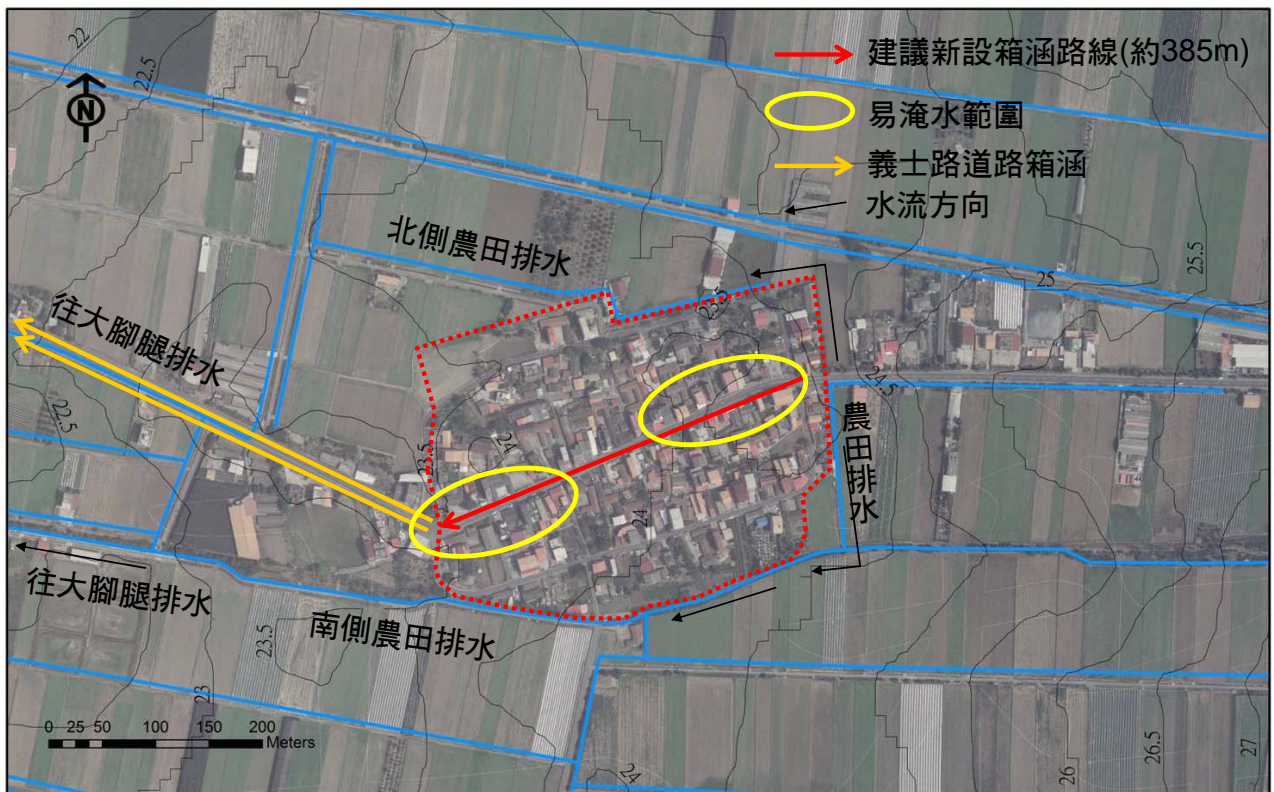 建議新設箱涵路線(約385m)
易淹水範圍
義士路道路箱涵
水流方向
22
22.5
N
北側農田排水
25
25.5
23.5
往大腳腿排水
24.5
22.5
農田排水
24
23.5
24
往大腳腿排水
南側農田排水
23.5
23
0 25 50 100 150 200
Meters
24
26
26.5
27